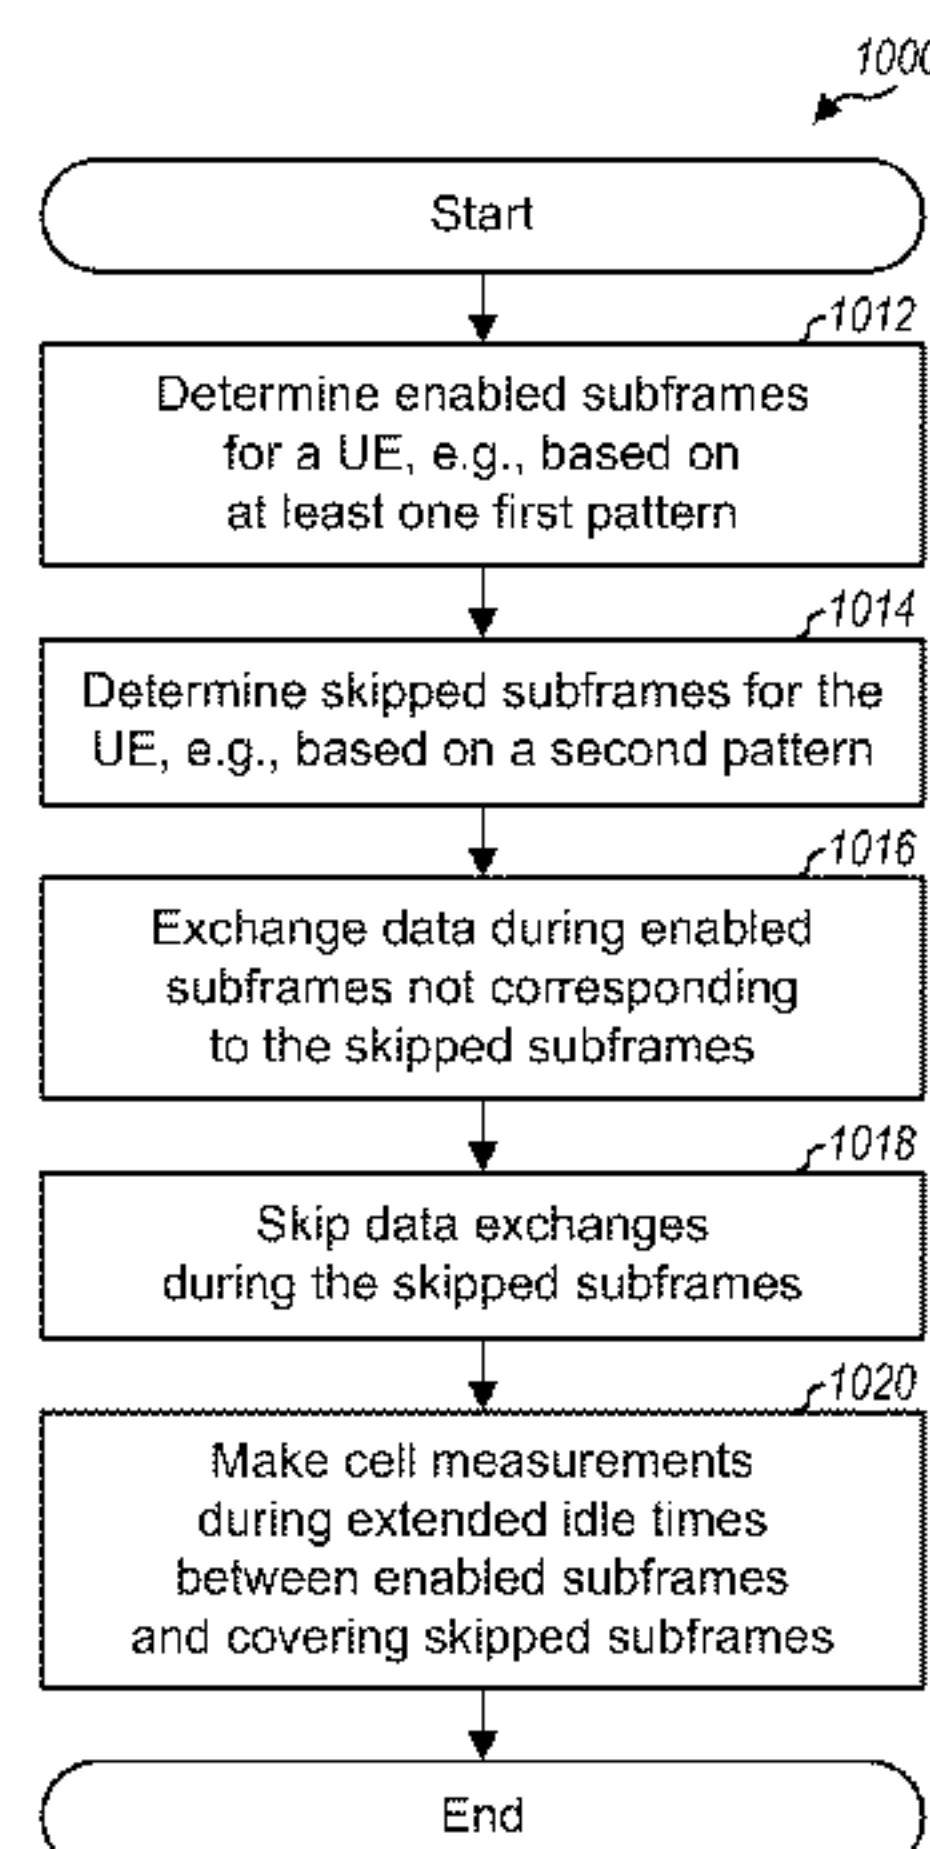 1000
Start
1012
Determine enabled subframes
for a UE, e.g., based on
at least one first pattern
1014
Determine skipped subframes for the
UE, e.g., based on a second pattern
1016
Exchange data during enabled
subframes not corresponding
to the skipped subframes
1018
Skip data exchanges
during the skipped subframes
1020
Make cell measurements
during extended idle times
between enabled subframes
and covering skipped subframes
End